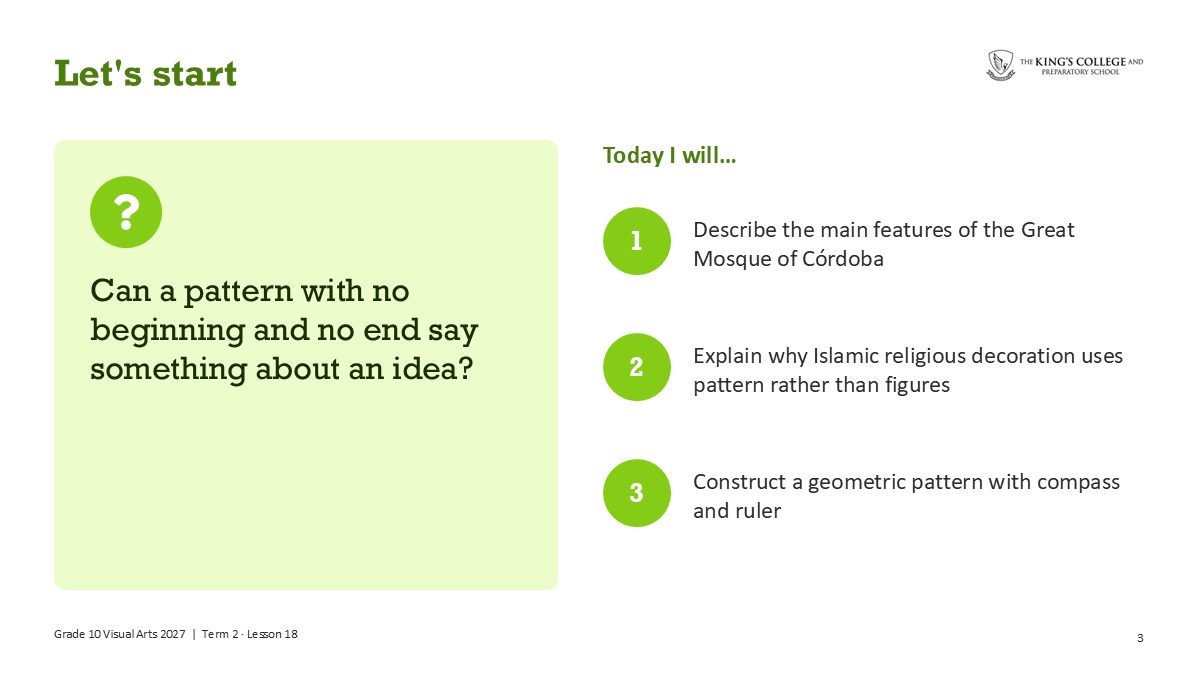 Let's start
THE KING'S COLLEGE AND
PREPARATORY SCHOOL
?
Can a pattern with no
beginning and no end say
something about an idea?
Today I will...
1
Describe the main features of the Great
Mosque of Córdoba
2
Explain why Islamic religious decoration uses
pattern rather than figures
3
Construct a geometric pattern with compass
and ruler
Grade 10 Visual Arts 2027 | Term 2 · Lesson 18
3